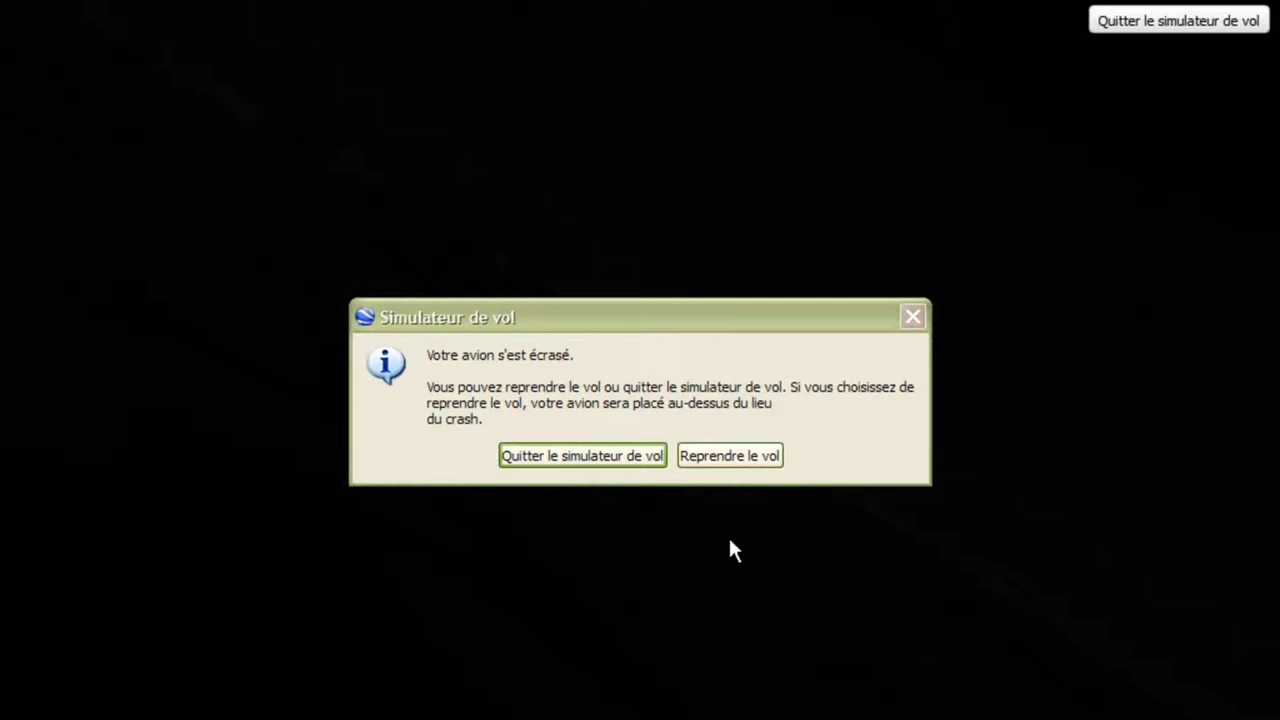 Quitter le simulateur de vol
Simulateur de vol
Votre avion s'est écrasé.
Vous pouvez reprendre le vol ou quitter le simulateur de vol. Si vous choisissez de
reprendre le vol, votre avion sera placé au-dessus du lieu
du crash.
Quitter le simulateur de vol
Reprendre le vol